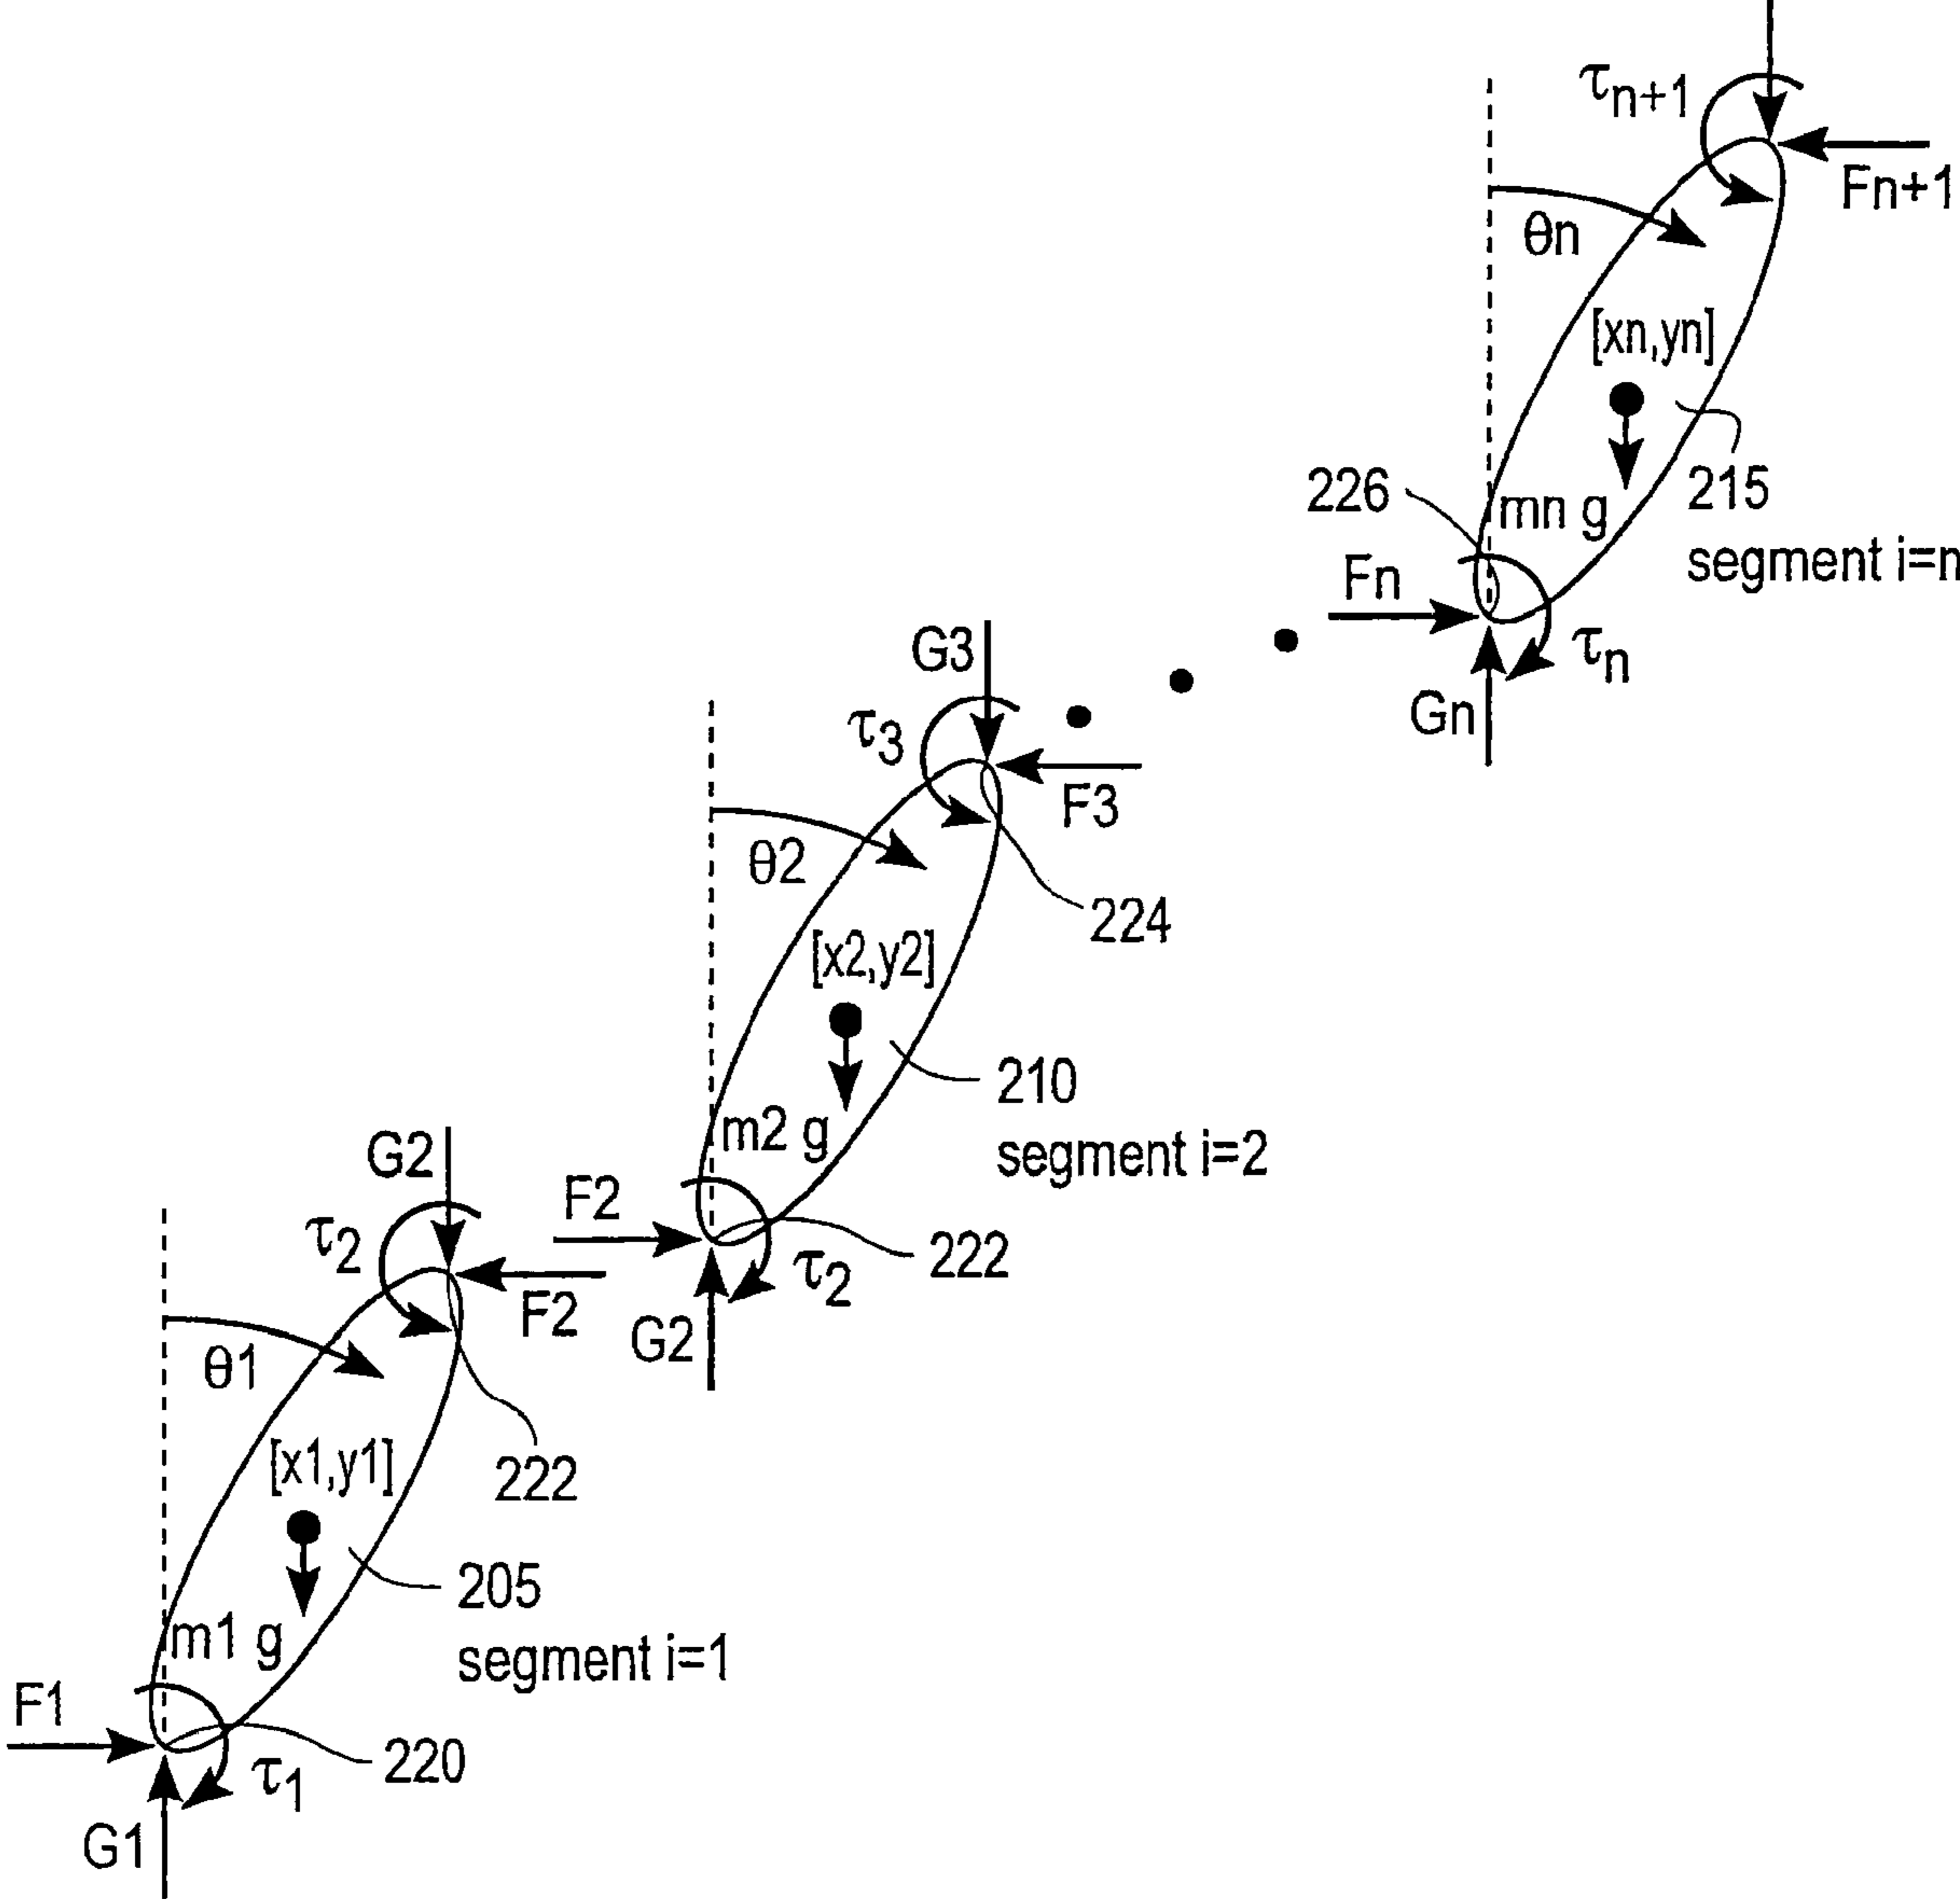 τn+1
Fn+1
θn
[xn,yn]
226
mn g
215
segment i=n
Fn
τn
Gn
G3
τ3
F3
θ2
224
[x2,y2]
210
segment i=2
m2 g
G2
F2
τ2
222
τ2
F2
G2
θ1
222
[x1,y1]
205
segment i=1
m1 g
F1
220
τ1
G1